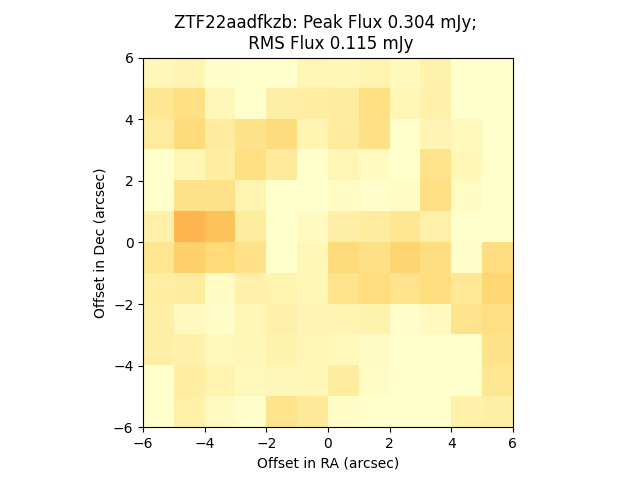 ZTF22aadfkzb: Peak Flux 0.304 mJy;
RMS Flux 0.115 mJy
6
4
2
0
−2
−4
−6
Offset in Dec (arcsec)
−6 −4 −2 0 2 4 6
Offset in RA (arcsec)